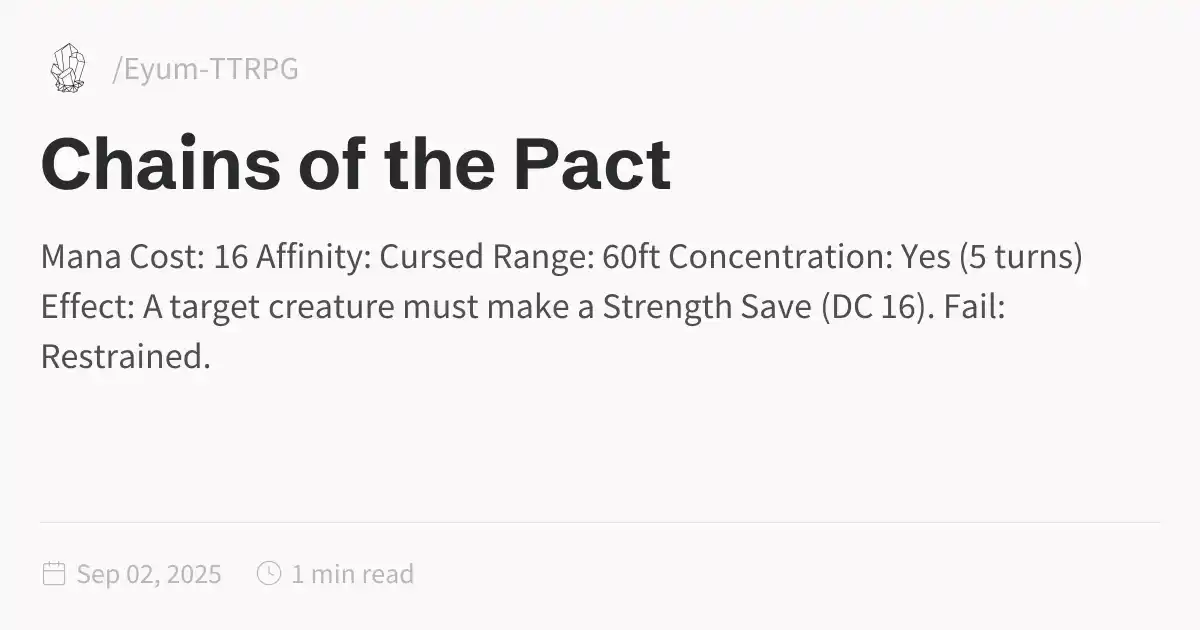 /Eyum-TTRPG
Chains of the Pact
Mana Cost: 16 Affinity: Cursed Range: 60ft Concentration: Yes (5 turns)
Effect: A target creature must make a Strength Save (DC 16). Fail:
Restrained.
Sep 02, 2025 1 min read